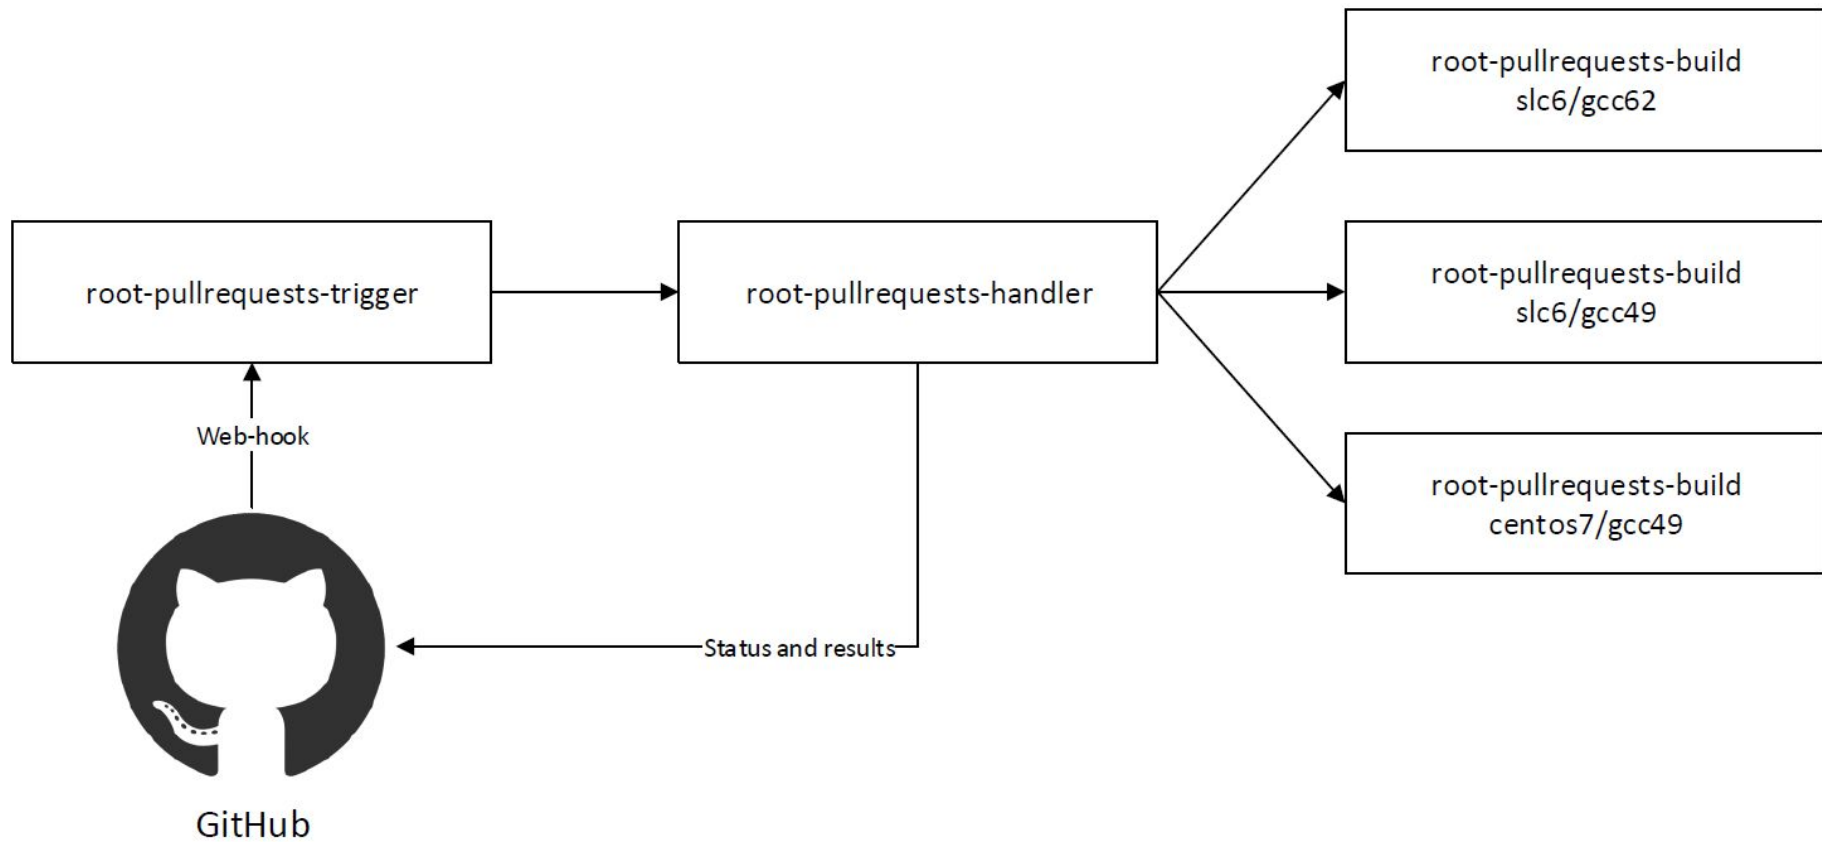 root-pullrequests-build
slc6/gcc62
root-pullrequests-trigger
root-pullrequests-handler
root-pullrequests-build
slc6/gcc49
Web-hook
root-pullrequests-build
centos7/gcc49
Status and results
GitHub